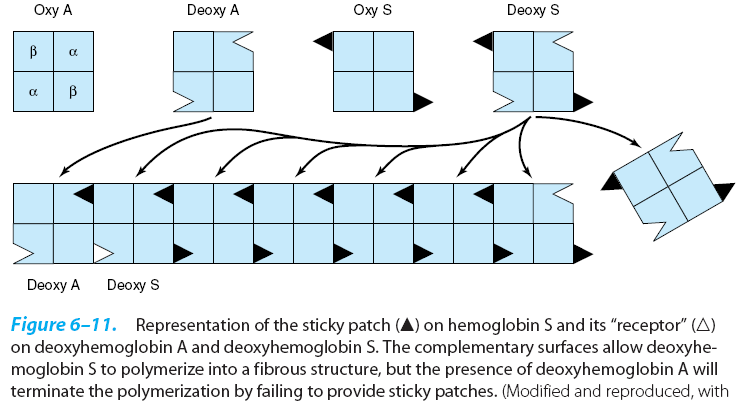 Oxy A
Deoxy A
Oxy S
Deoxy S
β
α
α
β
Deoxy A
Deoxy S
Figure 6–11. Representation of the sticky patch (▲) on hemoglobin S and its “receptor” (△)
on deoxyhemoglobin A and deoxyhemoglobin S. The complementary surfaces allow deoxyhe-
moglobin S to polymerize into a fibrous structure, but the presence of deoxyhemoglobin A will
terminate the polymerization by failing to provide sticky patches. (Modified and reproduced, with